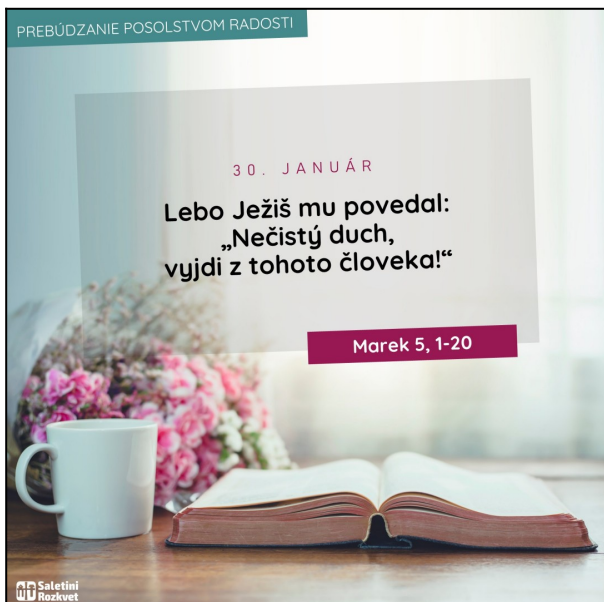 PREBÚDZANIE POSOLSTVOM RADOSTI
30. JANUÁR
Lebo Ježiš mu povedal:
„Nečistý duch,
vyjdi z tohoto človeka!“
Marek 5, 1-20
Saletini
Rozkvet